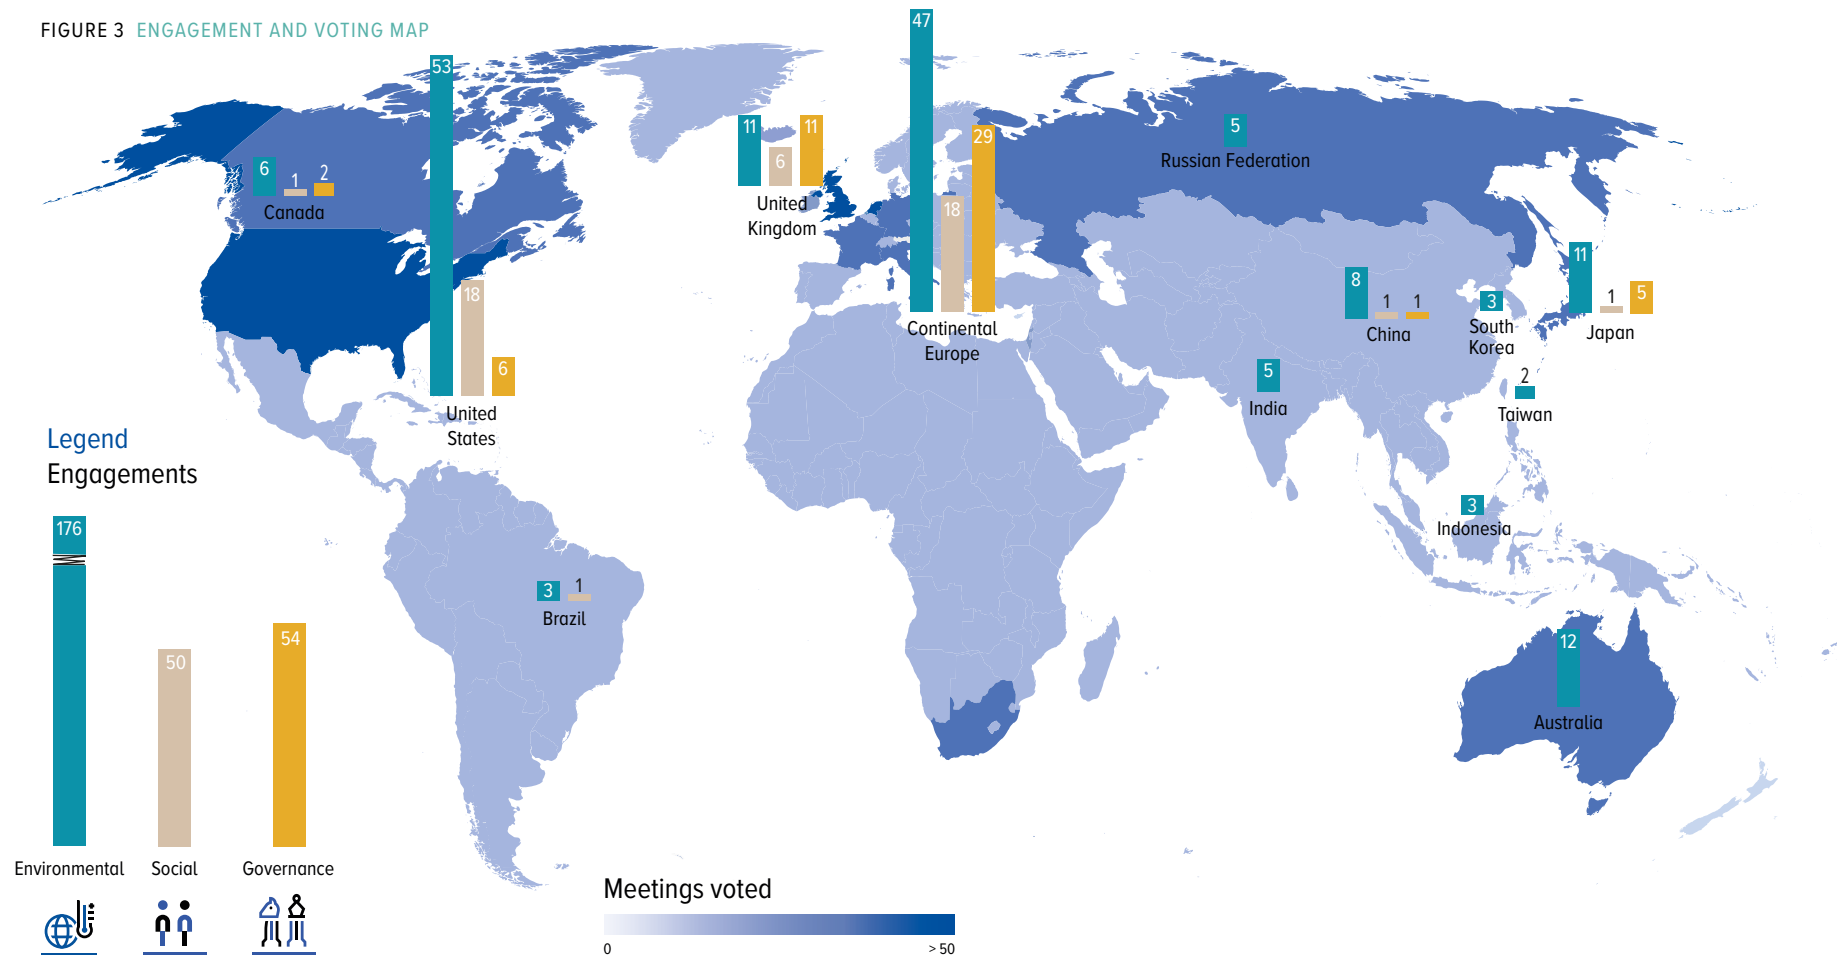 FIGURE 3 ENGAGEMENT AND VOTING MAP
6
1
2
Canada
53
18
6
United
States
11
6
11
United
Kingdom
47
18
29
Continental
Europe
5
Russian Federation
8
1
1
China
3
South
Korea
11
1
5
Japan
5
India
2
Taiwan
3
Indonesia
3
1
Brazil
12
Australia
Legend
Engagements
176
50
54
Environmental
Social
Governance
Meetings voted
0
> 50